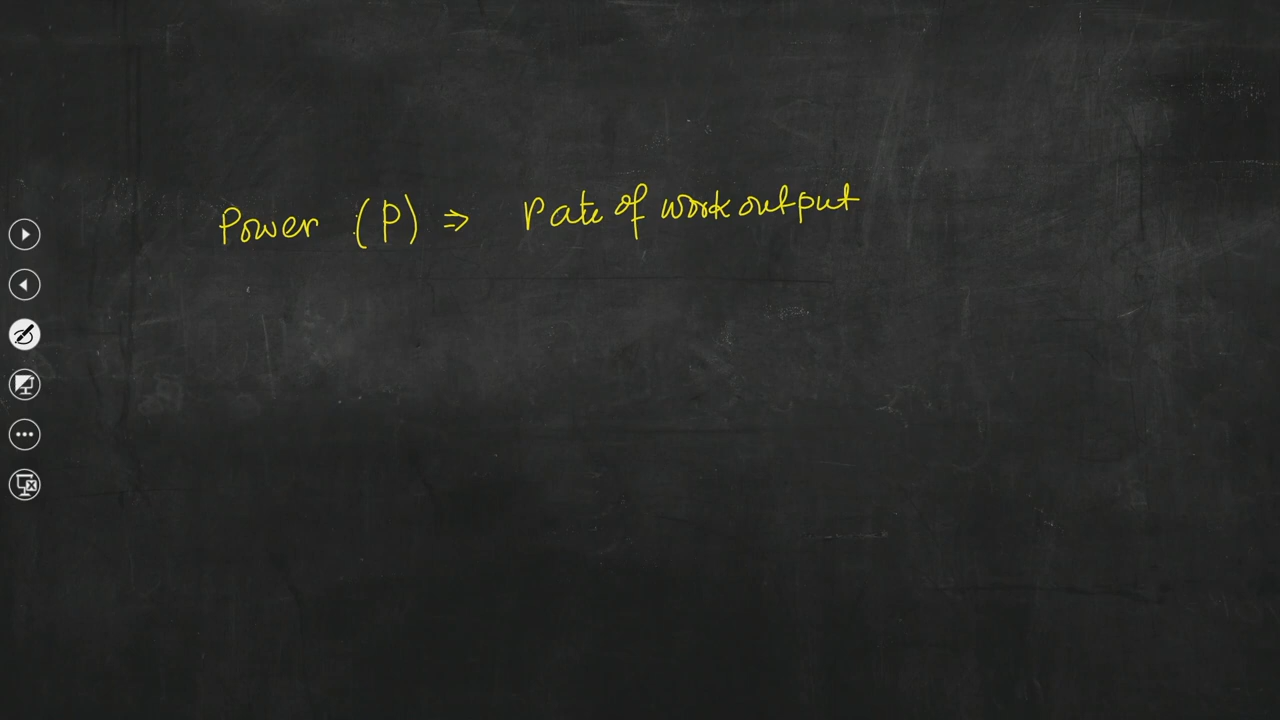 Power (P) ⇒ rate of work output